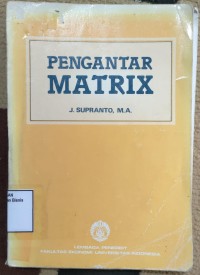 PENGANTAR
MATRIX
J. SUPRANTO, M.A.
LEMBAGA PENERBIT
FAKULTAS EKONOMI UNIVERSITAS INDONESIA